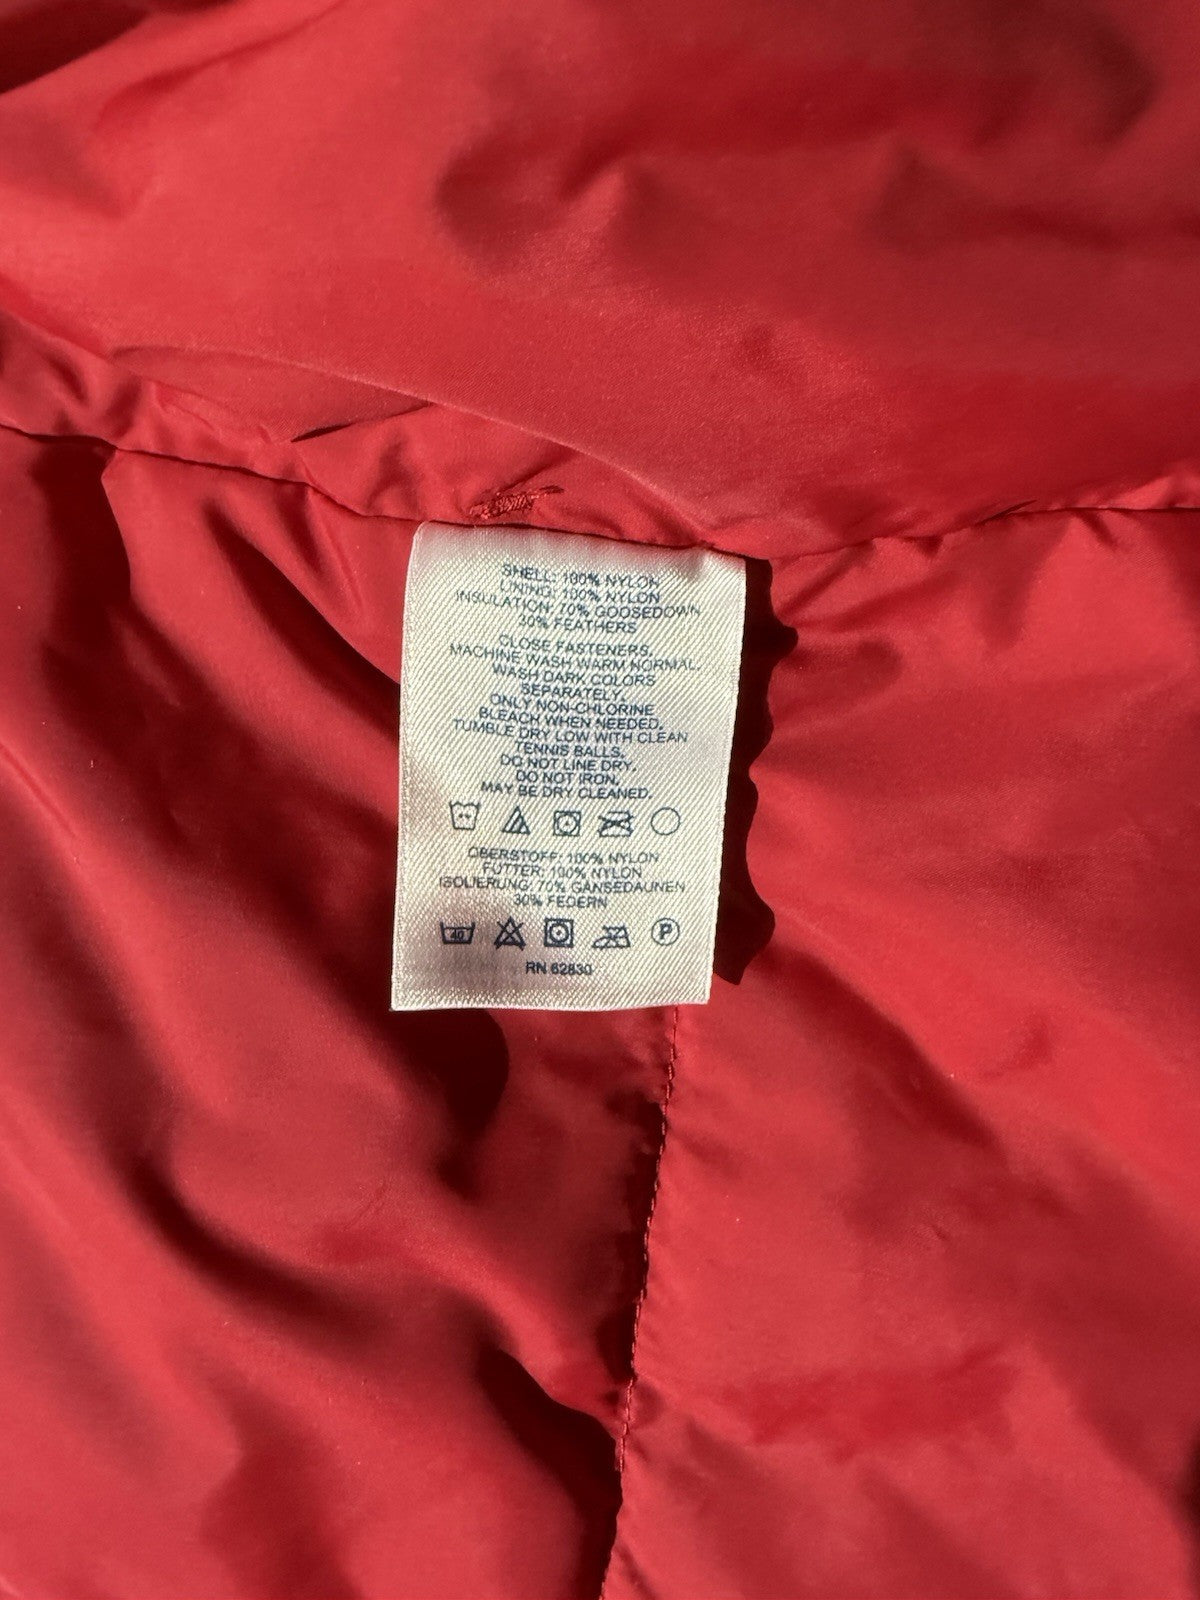 SHELL: 100% NYLON
LINING: 100% NYLON
INSULATION: 70% GOOSEDOWN
30% FEATHERS
CLOSE FASTENERS.
MACHINE WASH WARM NORMAL.
WASH DARK COLORS
SEPARATELY.
ONLY NON-CHLORINE
BLEACH WHEN NEEDED.
TUMBLE DRY LOW WITH CLEAN
TENNIS BALLS.
DO NOT LINE DRY.
DO NOT IRON.
MAY BE DRY CLEANED.
OBERSTOFF: 100% NYLON
FUTTER: 100% NYLON
ISOLIERUNG: 70% GANSEDAUNEN
30% FEDERN
40 P
RN 62830